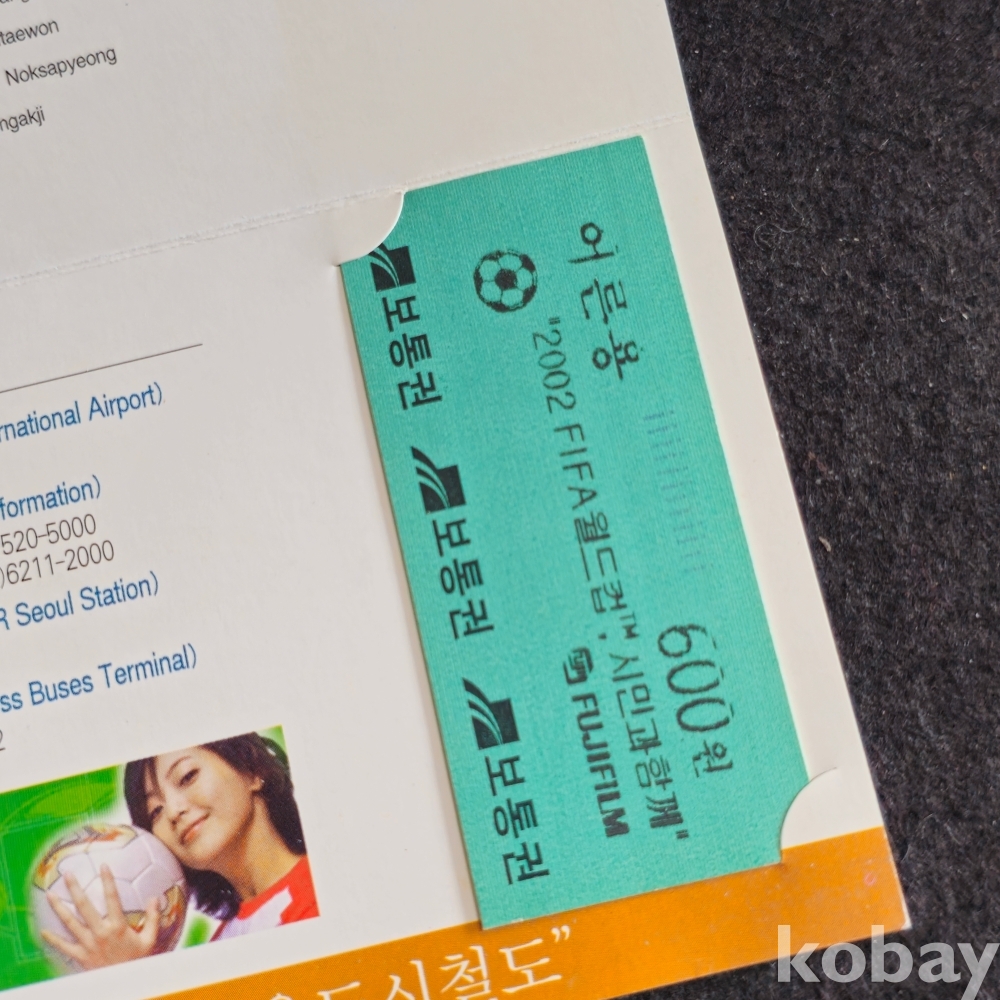 Noksapyeong
rnational Airport)
formation)
520-5000
)6211-2000
R Seoul Station)
ss Buses Terminal)
2
어른용
600원
"2002 FIFA월드컵™, 시민과함께"
FUJIFILM
보통권
보통권
보통권
도시철도”
kobay